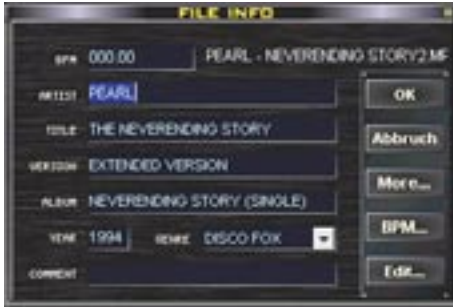 FILE INFO
BPM 000.00 PEARL - NEVERENDING STORY2.MF
ARTIST PEARL
OK
TITLE THE NEVERENDING STORY
Abbruch
VERSION EXTENDED VERSION
More...
ALBUM NEVERENDING STORY (SINGLE)
YEAR 1994 GENRE DISCO FOX
BPM...
COMMENT
Edit...